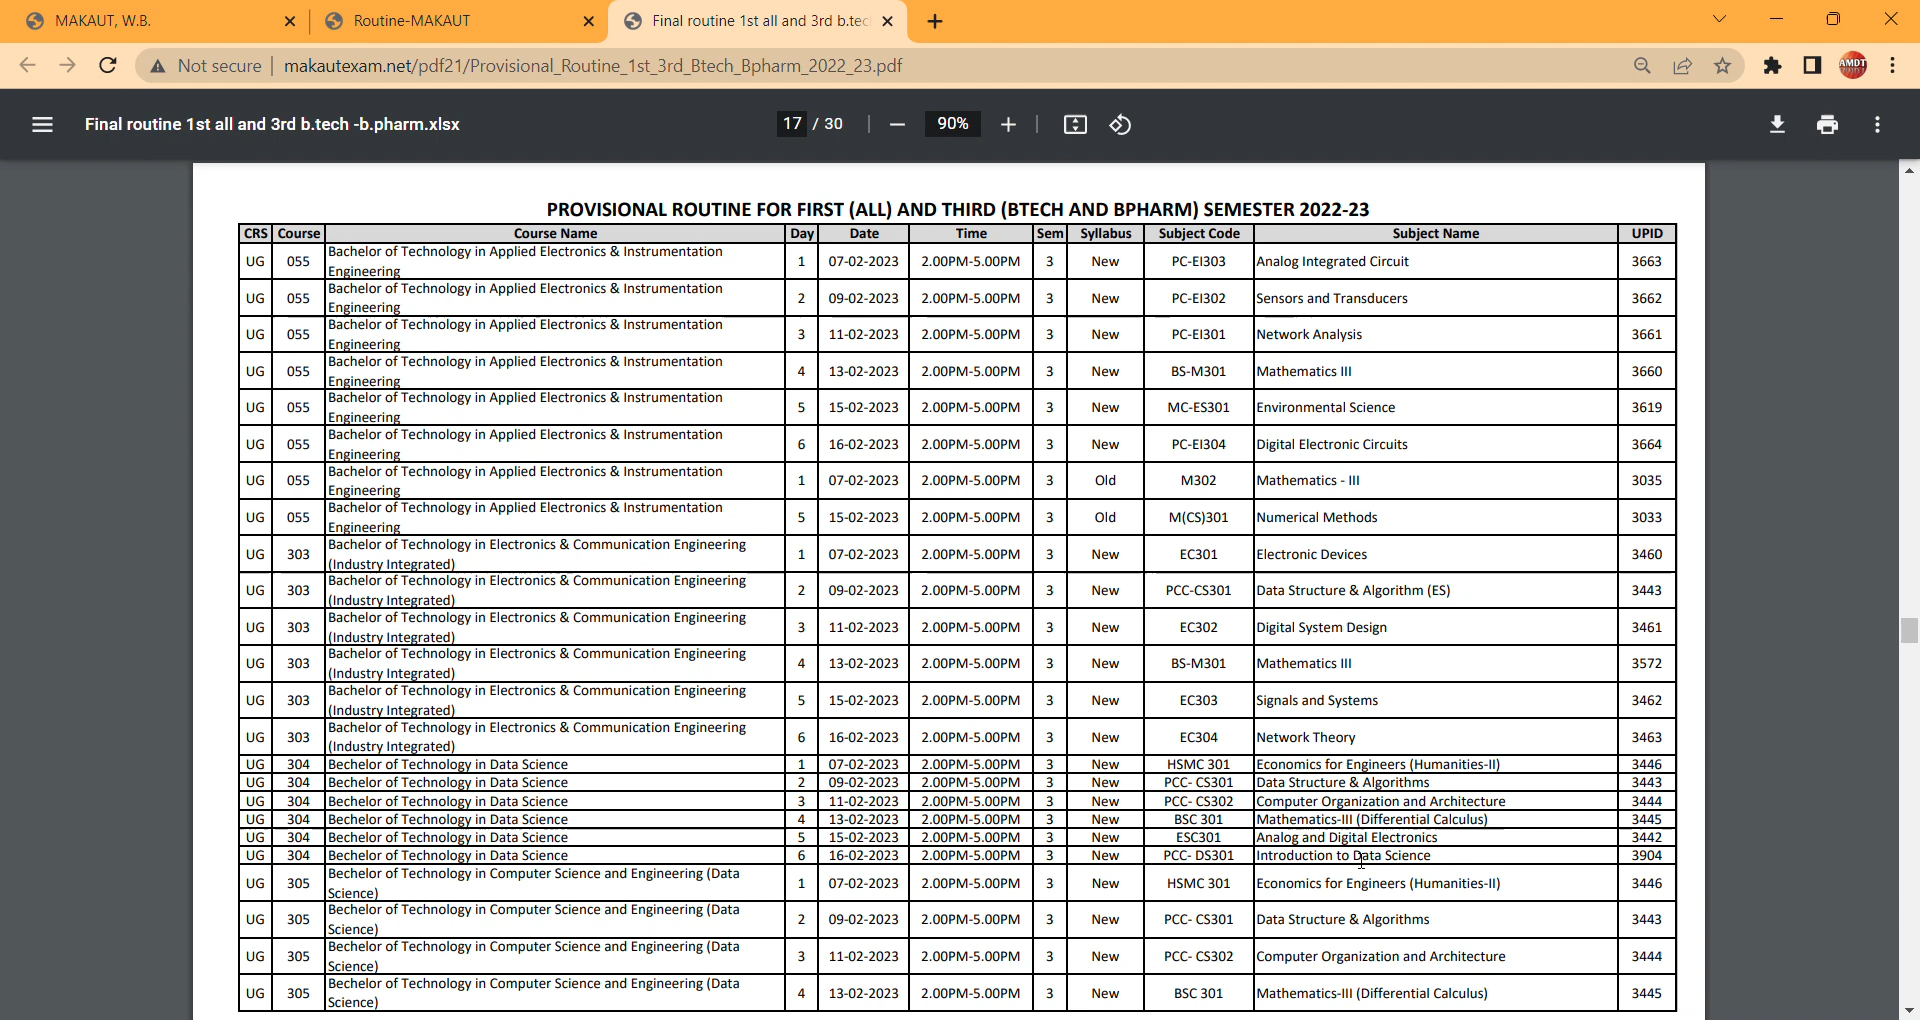 MAKAUT, W.B.
Routine-MAKAUT
Final routine 1st all and 3rd b.tec
Not secure | makautexam.net/pdf21/Provisional_Routine_1st_3rd_Btech_Bpharm_2022_23.pdf
AMDT
Final routine 1st all and 3rd b.tech -b.pharm.xlsx
17 / 30
90%
PROVISIONAL ROUTINE FOR FIRST (ALL) AND THIRD (BTECH AND BPHARM) SEMESTER 2022-23
CRS Course Course Name Day Date Time Sem Syllabus Subject Code Subject Name UPID
UG 055 Bachelor of Technology in Applied Electronics & Instrumentation Engineering 1 07-02-2023 2.00PM-5.00PM 3 New PC-EI303 Analog Integrated Circuit 3663
UG 055 Bachelor of Technology in Applied Electronics & Instrumentation Engineering 2 09-02-2023 2.00PM-5.00PM 3 New PC-EI302 Sensors and Transducers 3662
UG 055 Bachelor of Technology in Applied Electronics & Instrumentation Engineering 3 11-02-2023 2.00PM-5.00PM 3 New PC-EI301 Network Analysis 3661
UG 055 Bachelor of Technology in Applied Electronics & Instrumentation Engineering 4 13-02-2023 2.00PM-5.00PM 3 New BS-M301 Mathematics III 3660
UG 055 Bachelor of Technology in Applied Electronics & Instrumentation Engineering 5 15-02-2023 2.00PM-5.00PM 3 New MC-ES301 Environmental Science 3619
UG 055 Bachelor of Technology in Applied Electronics & Instrumentation Engineering 6 16-02-2023 2.00PM-5.00PM 3 New PC-EI304 Digital Electronic Circuits 3664
UG 055 Bachelor of Technology in Applied Electronics & Instrumentation Engineering 1 07-02-2023 2.00PM-5.00PM 3 Old M302 Mathematics - III 3035
UG 055 Bachelor of Technology in Applied Electronics & Instrumentation Engineering 5 15-02-2023 2.00PM-5.00PM 3 Old M(CS)301 Numerical Methods 3033
UG 303 Bachelor of Technology in Electronics & Communication Engineering (Industry Integrated) 1 07-02-2023 2.00PM-5.00PM 3 New EC301 Electronic Devices 3460
UG 303 Bachelor of Technology in Electronics & Communication Engineering (Industry Integrated) 2 09-02-2023 2.00PM-5.00PM 3 New PCC-CS301 Data Structure & Algorithm (ES) 3443
UG 303 Bachelor of Technology in Electronics & Communication Engineering (Industry Integrated) 3 11-02-2023 2.00PM-5.00PM 3 New EC302 Digital System Design 3461
UG 303 Bachelor of Technology in Electronics & Communication Engineering (Industry Integrated) 4 13-02-2023 2.00PM-5.00PM 3 New BS-M301 Mathematics III 3572
UG 303 Bachelor of Technology in Electronics & Communication Engineering (Industry Integrated) 5 15-02-2023 2.00PM-5.00PM 3 New EC303 Signals and Systems 3462
UG 303 Bachelor of Technology in Electronics & Communication Engineering (Industry Integrated) 6 16-02-2023 2.00PM-5.00PM 3 New EC304 Network Theory 3463
UG 304 Bechelor of Technology in Data Science 1 07-02-2023 2.00PM-5.00PM 3 New HSMC 301 Economics for Engineers (Humanities-II) 3446
UG 304 Bechelor of Technology in Data Science 2 09-02-2023 2.00PM-5.00PM 3 New PCC- CS301 Data Structure & Algorithms 3443
UG 304 Bechelor of Technology in Data Science 3 11-02-2023 2.00PM-5.00PM 3 New PCC- CS302 Computer Organization and Architecture 3444
UG 304 Bechelor of Technology in Data Science 4 13-02-2023 2.00PM-5.00PM 3 New BSC 301 Mathematics-III (Differential Calculus) 3445
UG 304 Bechelor of Technology in Data Science 5 15-02-2023 2.00PM-5.00PM 3 New ESC301 Analog and Digital Electronics 3442
UG 304 Bechelor of Technology in Data Science 6 16-02-2023 2.00PM-5.00PM 3 New PCC- DS301 Introduction to Data Science 3904
UG 305 Bechelor of Technology in Computer Science and Engineering (Data Science) 1 07-02-2023 2.00PM-5.00PM 3 New HSMC 301 Economics for Engineers (Humanities-II) 3446
UG 305 Bechelor of Technology in Computer Science and Engineering (Data Science) 2 09-02-2023 2.00PM-5.00PM 3 New PCC- CS301 Data Structure & Algorithms 3443
UG 305 Bechelor of Technology in Computer Science and Engineering (Data Science) 3 11-02-2023 2.00PM-5.00PM 3 New PCC- CS302 Computer Organization and Architecture 3444
UG 305 Bechelor of Technology in Computer Science and Engineering (Data Science) 4 13-02-2023 2.00PM-5.00PM 3 New BSC 301 Mathematics-III (Differential Calculus) 3445